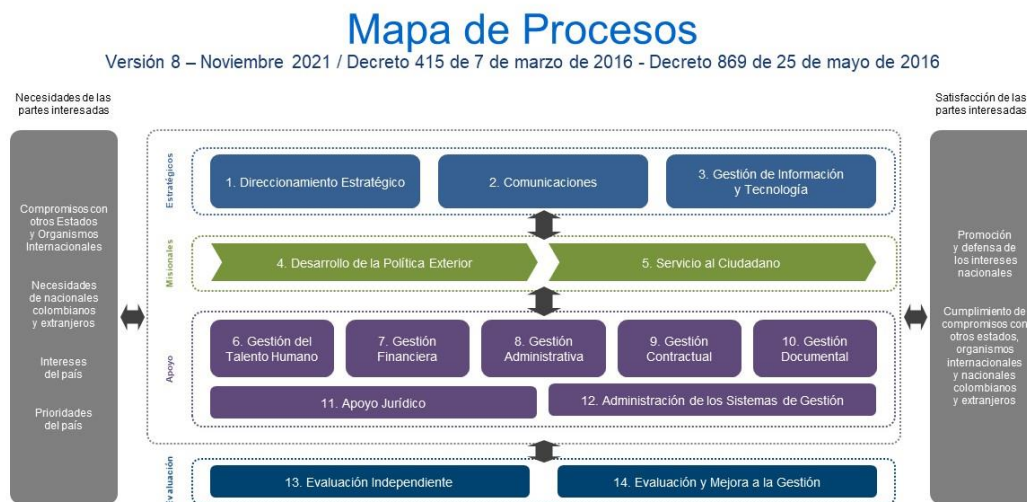 Mapa de Procesos
Versión 8 – Noviembre 2021 / Decreto 415 de 7 de marzo de 2016 - Decreto 869 de 25 de mayo de 2016
Necesidades de las
partes interesadas
Compromisos con
otros Estados
y Organismos
Internacionales
Necesidades
de nacionales
colombianos
y extranjeros
Intereses
del país
Prioridades
del país
Estratégicos
1. Direccionamiento Estratégico
2. Comunicaciones
3. Gestión de Información
y Tecnología
Misionales
4. Desarrollo de la Política Exterior
5. Servicio al Ciudadano
Apoyo
6. Gestión del
Talento Humano
7. Gestión
Financiera
8. Gestión
Administrativa
9. Gestión
Contractual
10. Gestión
Documental
11. Apoyo Jurídico
12. Administración de los Sistemas de Gestión
Evaluación
13. Evaluación Independiente
14. Evaluación y Mejora a la Gestión
Satisfacción de las
partes interesadas
Promoción
y defensa de
los intereses
nacionales
Cumplimiento de
compromisos con
otros estados,
organismos
internacionales
y nacionales
colombianos
y extranjeros